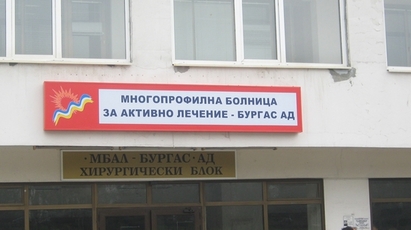 МНОГОПРОФИЛНА БОЛНИЦА
ЗА АКТИВНО ЛЕЧЕНИЕ - БУРГАС АД
·МБАЛ·БУРГАС·АД
ХИРУРГИЧЕСКИ БЛОК